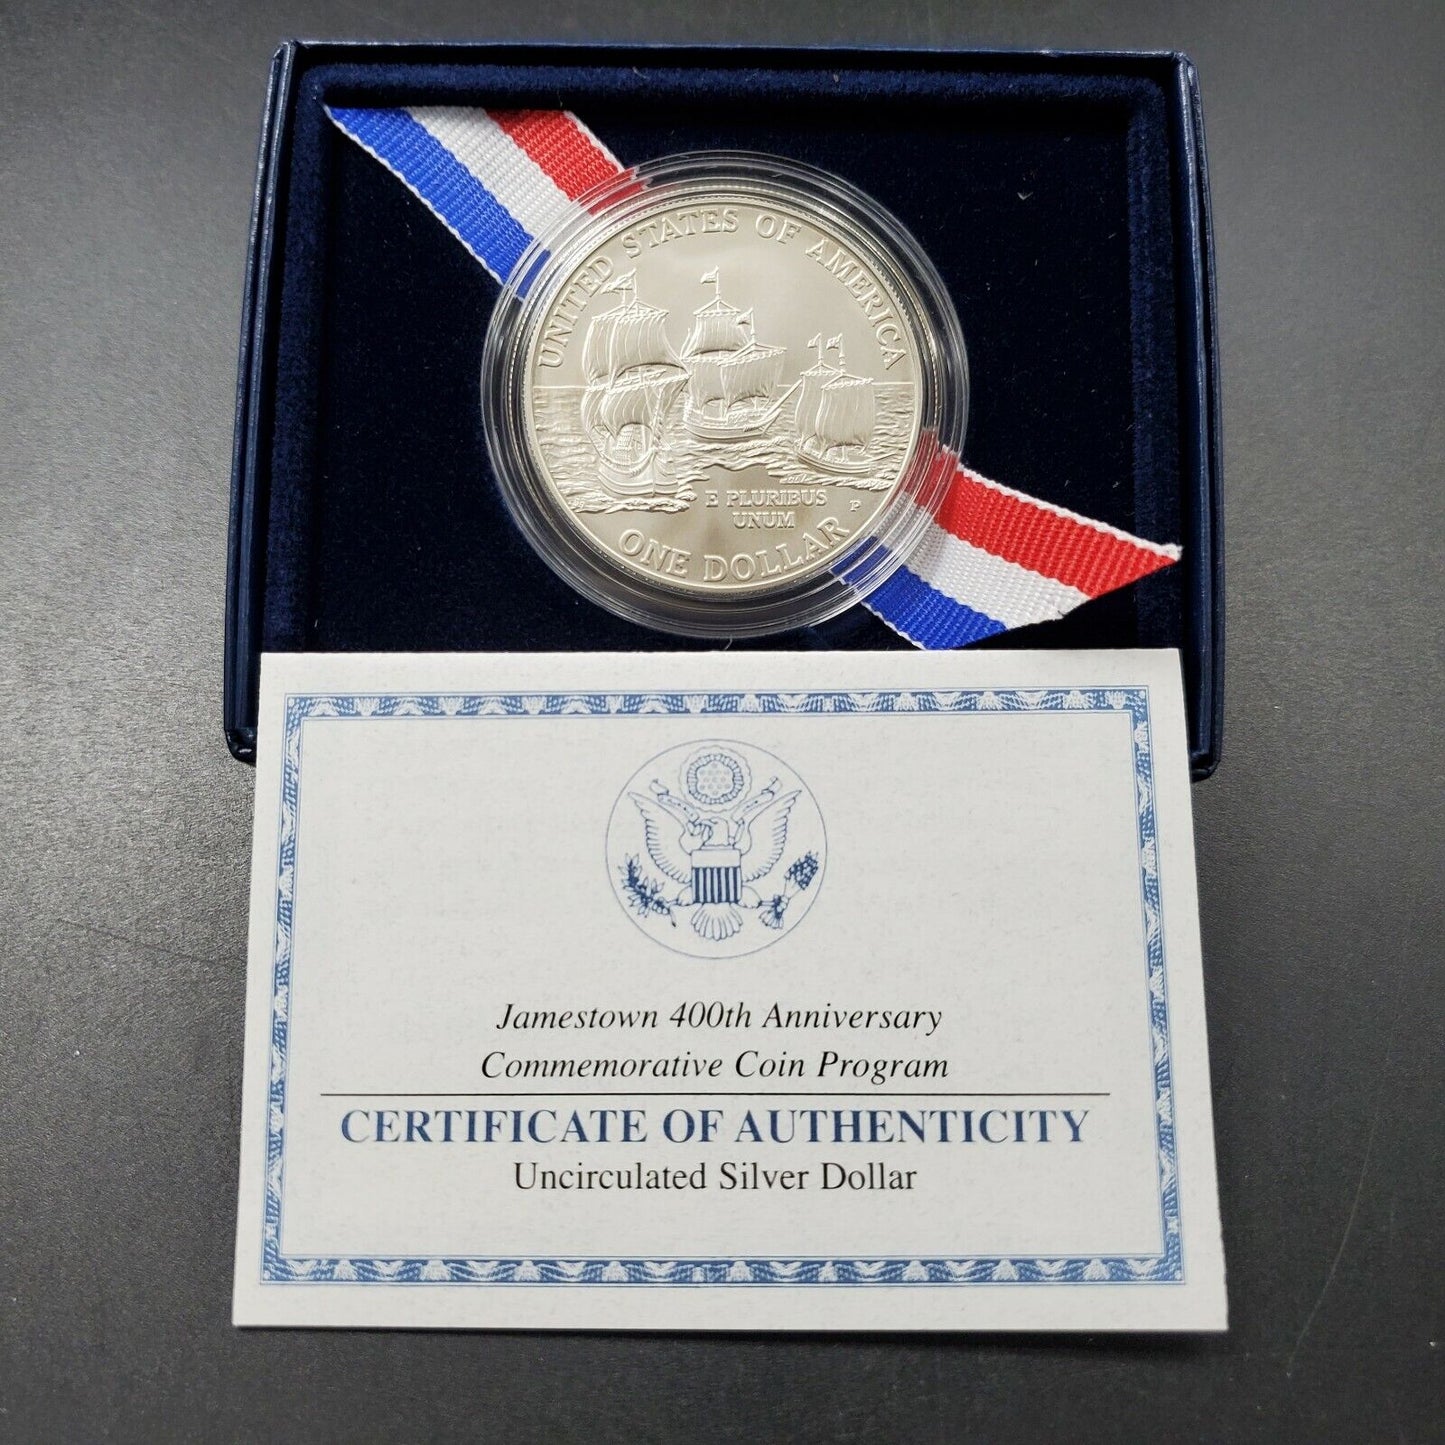 UNITED STATES OF AMERICA
E PLURIBUS
UNUM
P
ONE DOLLAR
Jamestown 400th Anniversary
Commemorative Coin Program
CERTIFICATE OF AUTHENTICITY
Uncirculated Silver Dollar